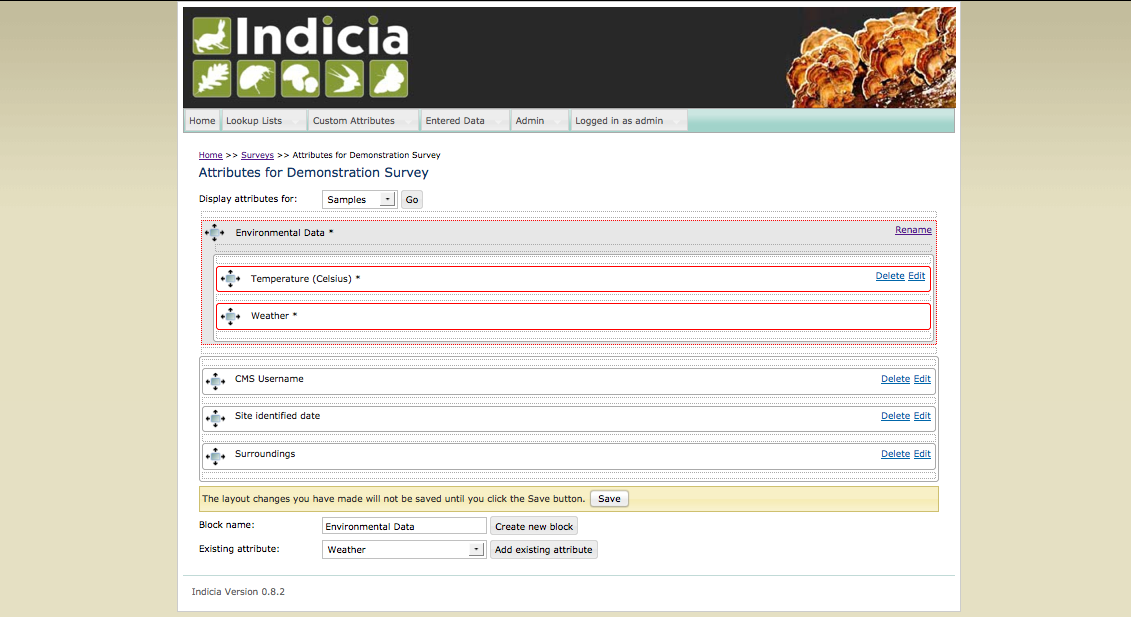 Indicia
Home Lookup Lists Custom Attributes Entered Data Admin Logged in as admin
Home >> Surveys >> Attributes for Demonstration Survey
Attributes for Demonstration Survey
Display attributes for: Samples Go
Environmental Data * Rename
Temperature (Celsius) * Delete Edit
Weather *
CMS Username Delete Edit
Site identified date Delete Edit
Surroundings Delete Edit
The layout changes you have made will not be saved until you click the Save button. Save
Block name: Environmental Data Create new block
Existing attribute: Weather Add existing attribute
Indicia Version 0.8.2